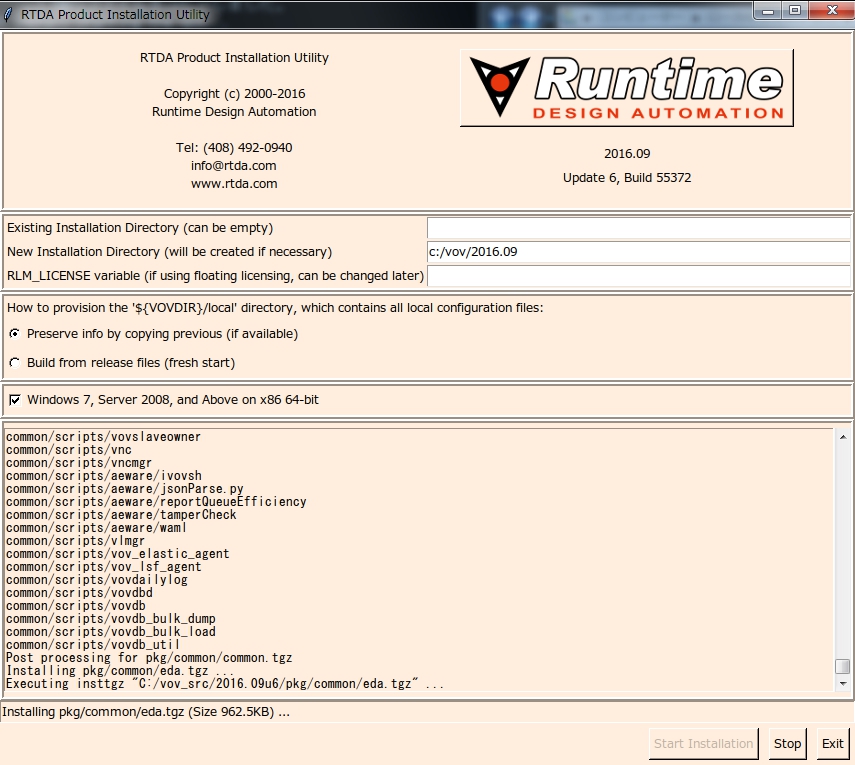 RTDA Product Installation Utility
RTDA Product Installation Utility
Copyright (c) 2000-2016
Runtime Design Automation
Tel: (408) 492-0940
info@rtda.com
www.rtda.com
Runtime
DESIGN AUTOMATION
2016.09
Update 6, Build 55372
Existing Installation Directory (can be empty)
New Installation Directory (will be created if necessary) c:/vov/2016.09
RLM_LICENSE variable (if using floating licensing, can be changed later)
How to provision the '${VOVDIR}/local' directory, which contains all local configuration files:
Preserve info by copying previous (if available)
Build from release files (fresh start)
Windows 7, Server 2008, and Above on x86 64-bit
common/scripts/vovslaveowner
common/scripts/vnc
common/scripts/vncmgr
common/scripts/aeware/ivovsh
common/scripts/aeware/jsonParse.py
common/scripts/aeware/reportQueueEfficiency
common/scripts/aeware/tamperCheck
common/scripts/aeware/waml
common/scripts/vlmgr
common/scripts/vov_elastic_agent
common/scripts/vov_lsf_agent
common/scripts/vovdailylog
common/scripts/vovdbd
common/scripts/vovdb
common/scripts/vovdb_bulk_dump
common/scripts/vovdb_bulk_load
common/scripts/vovdb_util
Post processing for pkg/common/common.tgz
Installing pkg/common/eda.tgz ...
Executing insttgz "C:/vov_src/2016.09u6/pkg/common/eda.tgz" ...
Installing pkg/common/eda.tgz (Size 962.5KB) ...
Start Installation Stop Exit